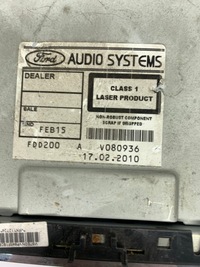 Ford AUDIO SYSTEMS
DEALER
CLASS 1
LASER PRODUCT
SALE
NON-ROBUST COMPONENT
SCRAP IF DROPPED
FEB15
FDD200 A V080936
17.02.2010